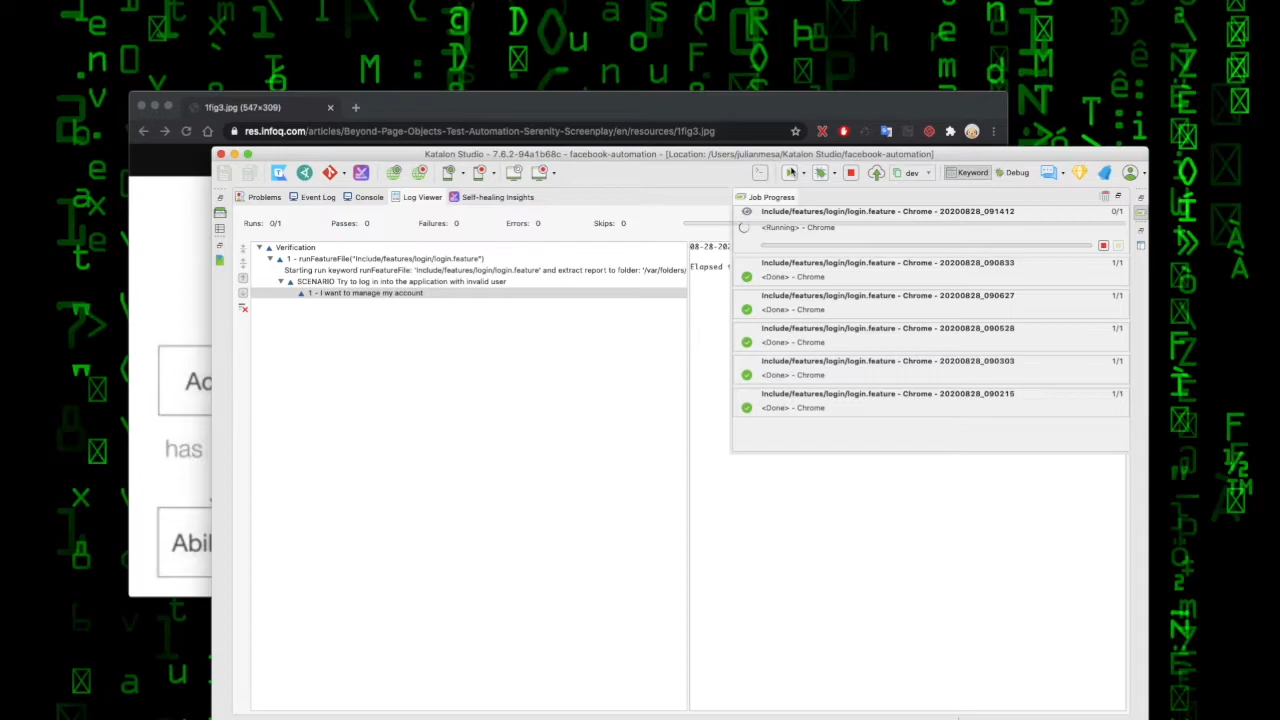 1fig3.jpg (547×309)
res.infoq.com/articles/Beyond-Page-Objects-Test-Automation-Serenity-Screenplay/en/resources/1fig3.jpg
Katalon Studio - 7.6.2-94a1b68c - facebook-automation - [Location: /Users/julianmesa/Katalon Studio/facebook-automation]
dev
Keyword
Debug
Problems
Event Log
Console
Log Viewer
Self-healing Insights
Job Progress
Runs: 0/1
Passes: 0
Failures: 0
Errors: 0
Skips: 0
Include/features/login/login.feature - Chrome - 20200828_091412
0/1
<Running> - Chrome
Verification
1 - runFeatureFile("Include/features/login/login.feature")
Starting run keyword runFeatureFile: 'Include/features/login/login.feature' and extract report to folder: '/var/folders/
SCENARIO Try to log in into the application with invalid user
1 - I want to manage my account
08-28-202
Elapsed
Include/features/login/login.feature - Chrome - 20200828_090833
1/1
<Done> - Chrome
Include/features/login/login.feature - Chrome - 20200828_090627
1/1
<Done> - Chrome
Include/features/login/login.feature - Chrome - 20200828_090528
1/1
<Done> - Chrome
Include/features/login/login.feature - Chrome - 20200828_090303
1/1
<Done> - Chrome
Include/features/login/login.feature - Chrome - 20200828_090215
1/1
<Done> - Chrome
Ac
has
Abil